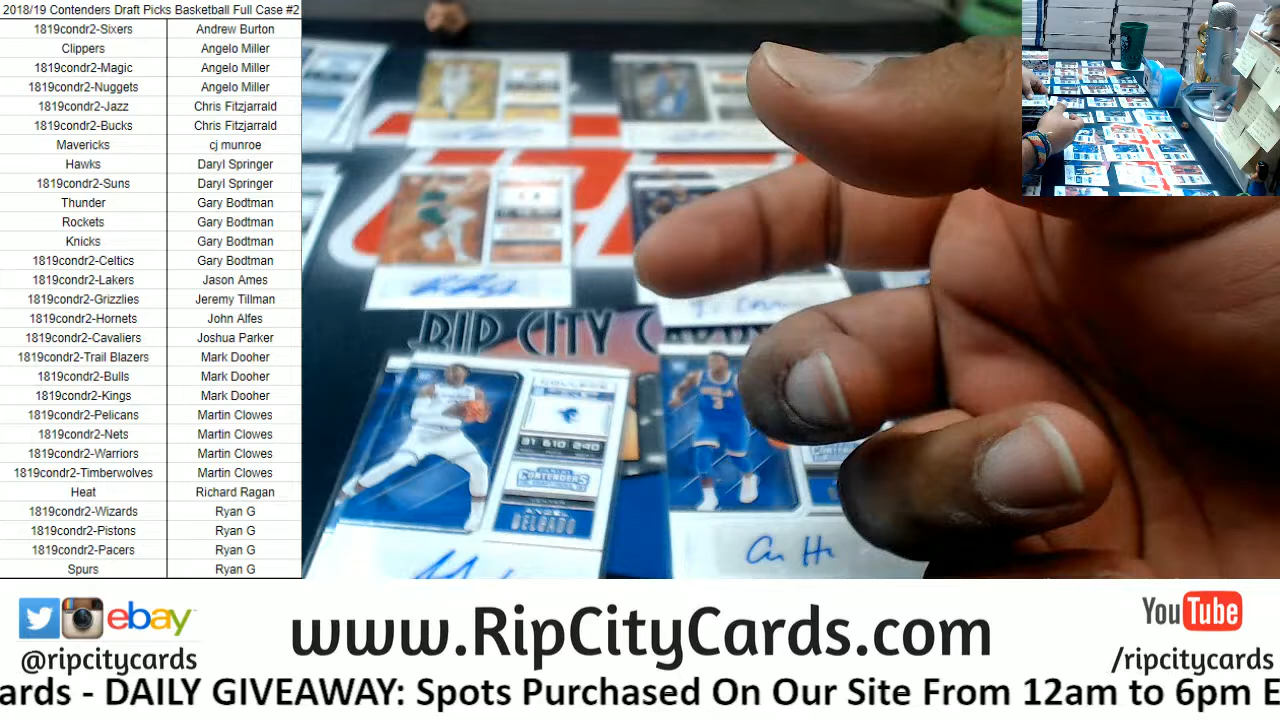 2018/19 Contenders Draft Picks Basketball Full Case #2
1819condr2-Sixers Andrew Burton
Clippers Angelo Miller
1819condr2-Magic Angelo Miller
1819condr2-Nuggets Angelo Miller
1819condr2-Jazz Chris Fitzjarrald
1819condr2-Bucks Chris Fitzjarrald
Mavericks cj munroe
Hawks Daryl Springer
1819condr2-Suns Daryl Springer
Thunder Gary Bodtman
Rockets Gary Bodtman
Knicks Gary Bodtman
1819condr2-Celtics Gary Bodtman
1819condr2-Lakers Jason Ames
1819condr2-Grizzlies Jeremy Tillman
1819condr2-Hornets John Alfes
1819condr2-Cavaliers Joshua Parker
1819condr2-Trail Blazers Mark Dooher
1819condr2-Bulls Mark Dooher
1819condr2-Kings Mark Dooher
1819condr2-Pelicans Martin Clowes
1819condr2-Nets Martin Clowes
1819condr2-Warriors Martin Clowes
1819condr2-Timberwolves Martin Clowes
Heat Richard Ragan
1819condr2-Wizards Ryan G
1819condr2-Pistons Ryan G
1819condr2-Pacers Ryan G
Spurs Ryan G
RIP CITY
COLLEGE
31 610 240
CONTENDERS
ANGEL
DELGADO
3
ebay
@ripcitycards
www.RipCityCards.com
YouTube
/ripcitycards
ards - DAILY GIVEAWAY: Spots Purchased On Our Site From 12am to 6pm E